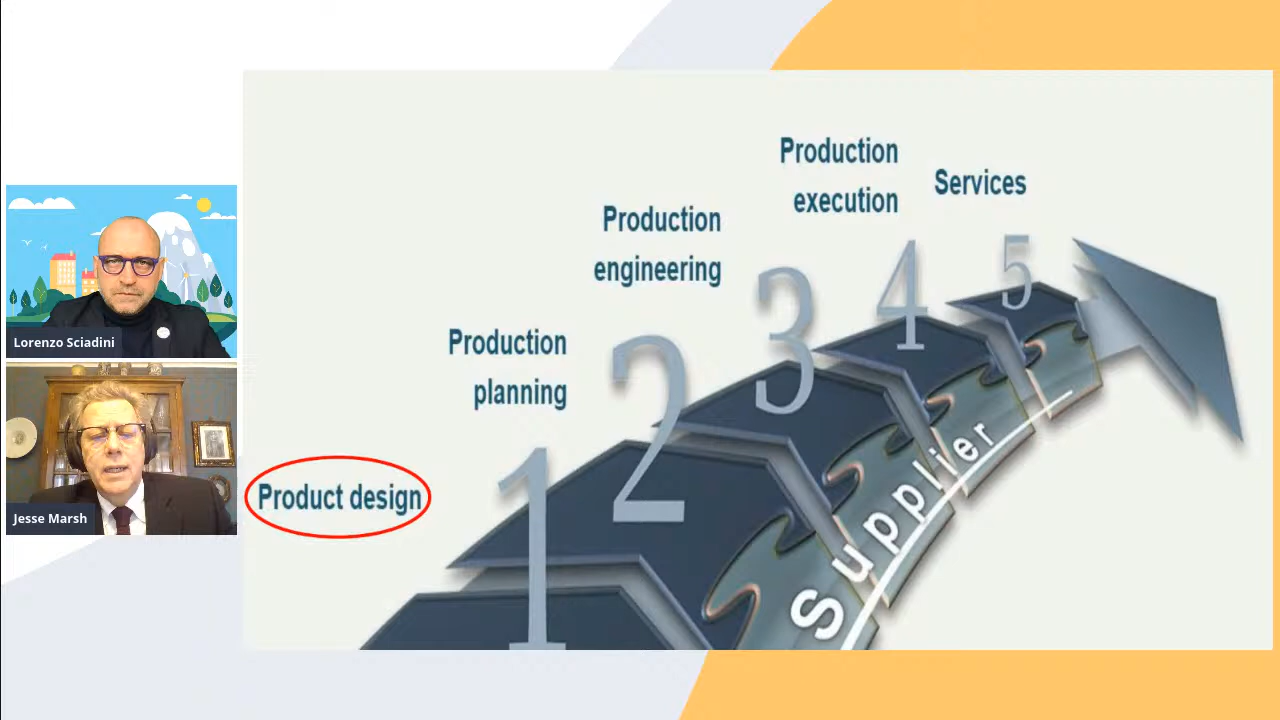 Production
execution
Services
Production
engineering
Production
planning
Product design
1
2
3
4
5
Supplier
Lorenzo Sciadini
Jesse Marsh